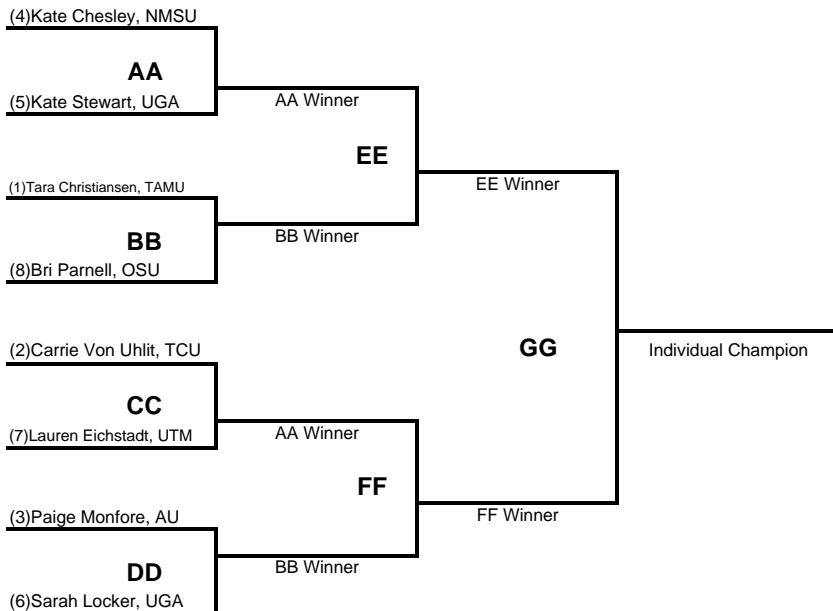 (4)Kate Chesley, NMSU
AA
(5)Kate Stewart, UGA
AA Winner
EE
(1)Tara Christiansen, TAMU
EE Winner
BB
BB Winner
(8)Bri Parnell, OSU
(2)Carrie Von Uhlit, TCU
GG
Individual Champion
CC
(7)Lauren Eichstadt, UTM
AA Winner
FF
(3)Paige Monfore, AU
FF Winner
DD
BB Winner
(6)Sarah Locker, UGA